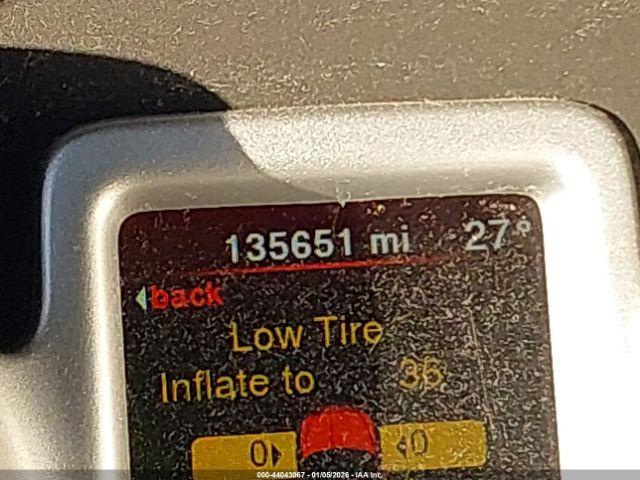 135651 mi 27°
back
Low Tire
Inflate to 36
0 0
000-44043067 - 01/05/2026 - IAA Inc.